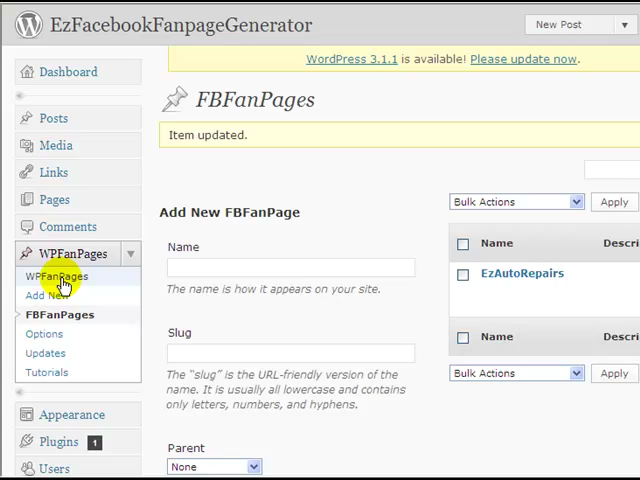 EzFacebookFanpageGenerator
New Post
WordPress 3.1.1 is available! Please update now.
Dashboard
Posts
Media
Links
Pages
Comments
WPFanPages
WPFanPages
Add New
FBFanPages
Options
Updates
Tutorials
Appearance
Plugins 1
Users
FBFanPages
Item updated.
Add New FBFanPage
Name
The name is how it appears on your site.
Slug
The “slug” is the URL-friendly version of the
name. It is usually all lowercase and contains
only letters, numbers, and hyphens.
Parent
None
Bulk Actions Apply
Name Descri
EzAutoRepairs
Name Descri
Bulk Actions Apply